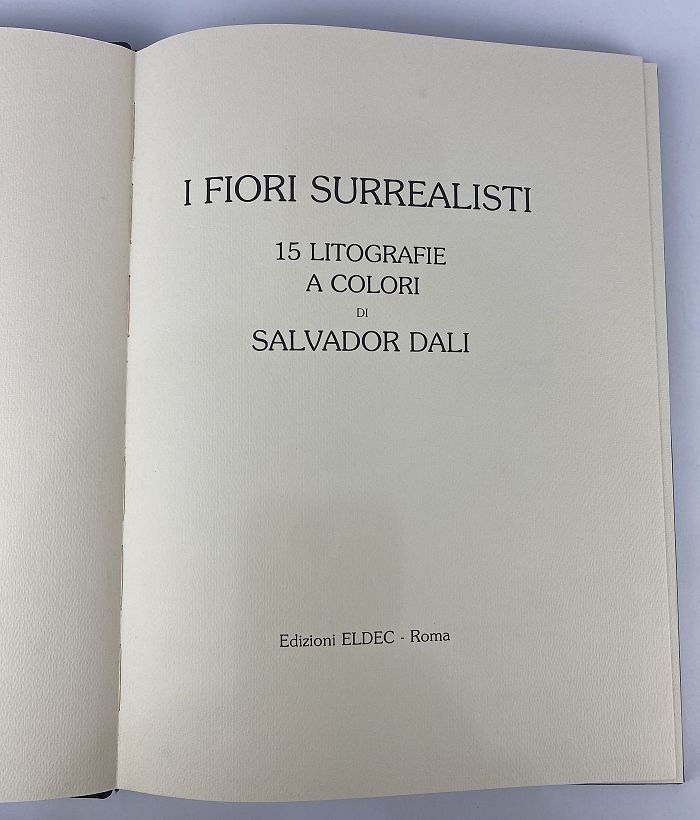 I FIORI SURREALISTI
15 LITOGRAFIE
A COLORI
DI
SALVADOR DALI
Edizioni ELDEC - Roma